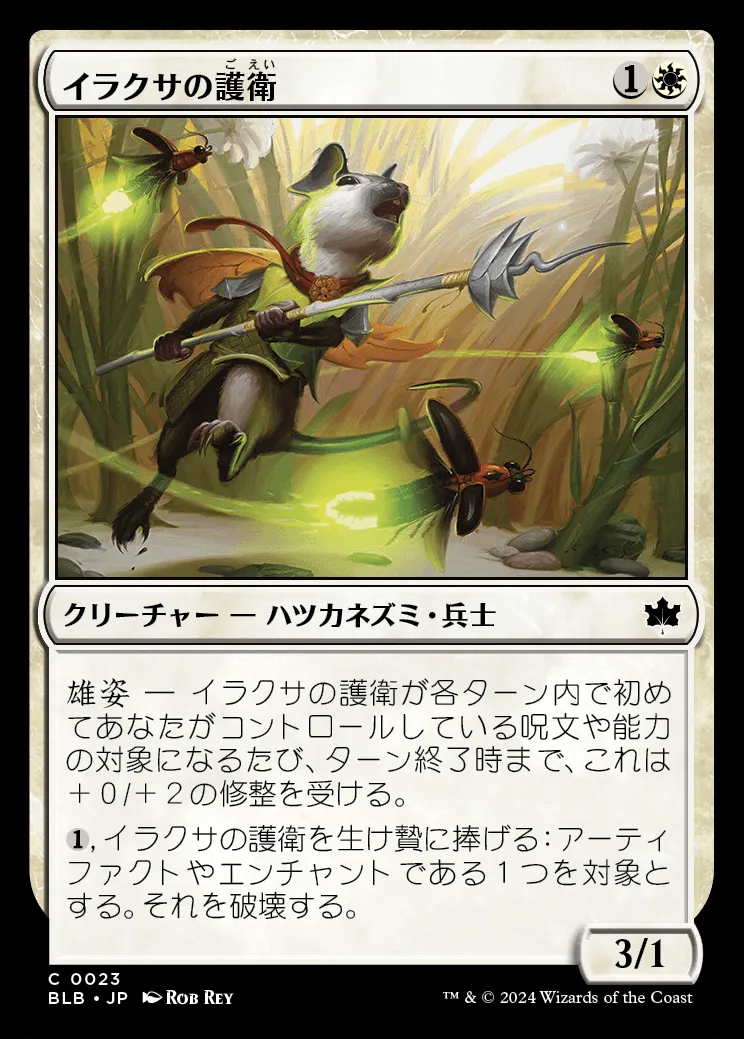 イラクサの護衛
ごえい
1
クリーチャー — ハツカネズミ・兵士
雄姿 — イラクサの護衛が各ターン内で初め
てあなたがコントロールしている呪文や能力
の対象になるたび、ターン終了時まで、これは
＋０/＋２の修整を受ける。
1,イラクサの護衛を生け贄に捧げる：アーティ
ファクトやエンチャントである１つを対象と
する。それを破壊する。
3/1
C 0023
BLB • JP Rob Rey
™ & © 2024 Wizards of the Coast